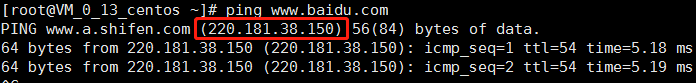 [root@VM_0_13_centos ~]# ping www.baidu.com
PING www.a.shifen.com (220.181.38.150) 56(84) bytes of data.
64 bytes from 220.181.38.150 (220.181.38.150): icmp_seq=1 ttl=54 time=5.18 ms
64 bytes from 220.181.38.150 (220.181.38.150): icmp_seq=2 ttl=54 time=5.19 ms